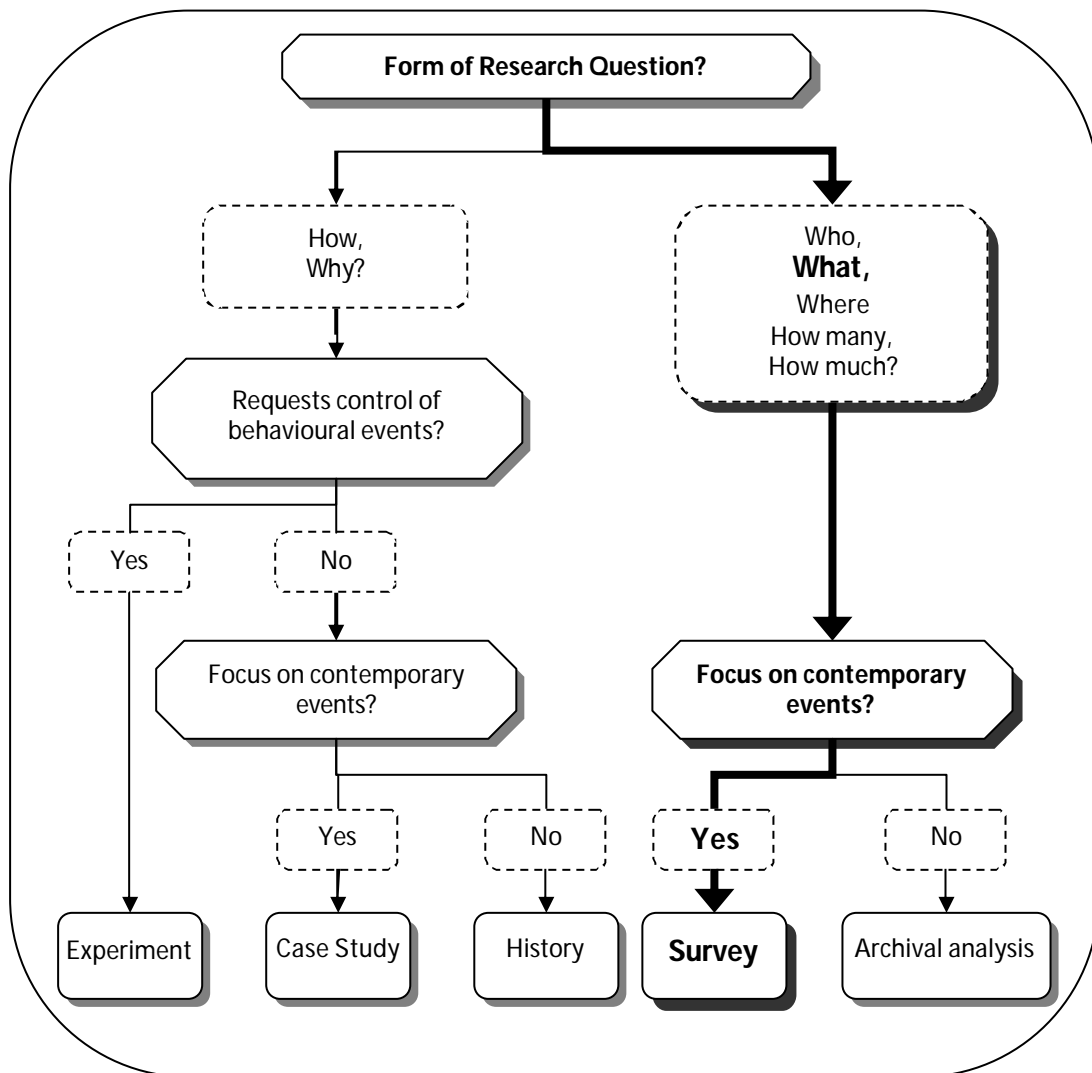 Form of Research Question?
How,
Why?
Who,
What,
Where
How many,
How much?
Requests control of
behavioural events?
Yes
No
Focus on contemporary
events?
Focus on contemporary
events?
Yes
No
Yes
No
Experiment
Case Study
History
Survey
Archival analysis